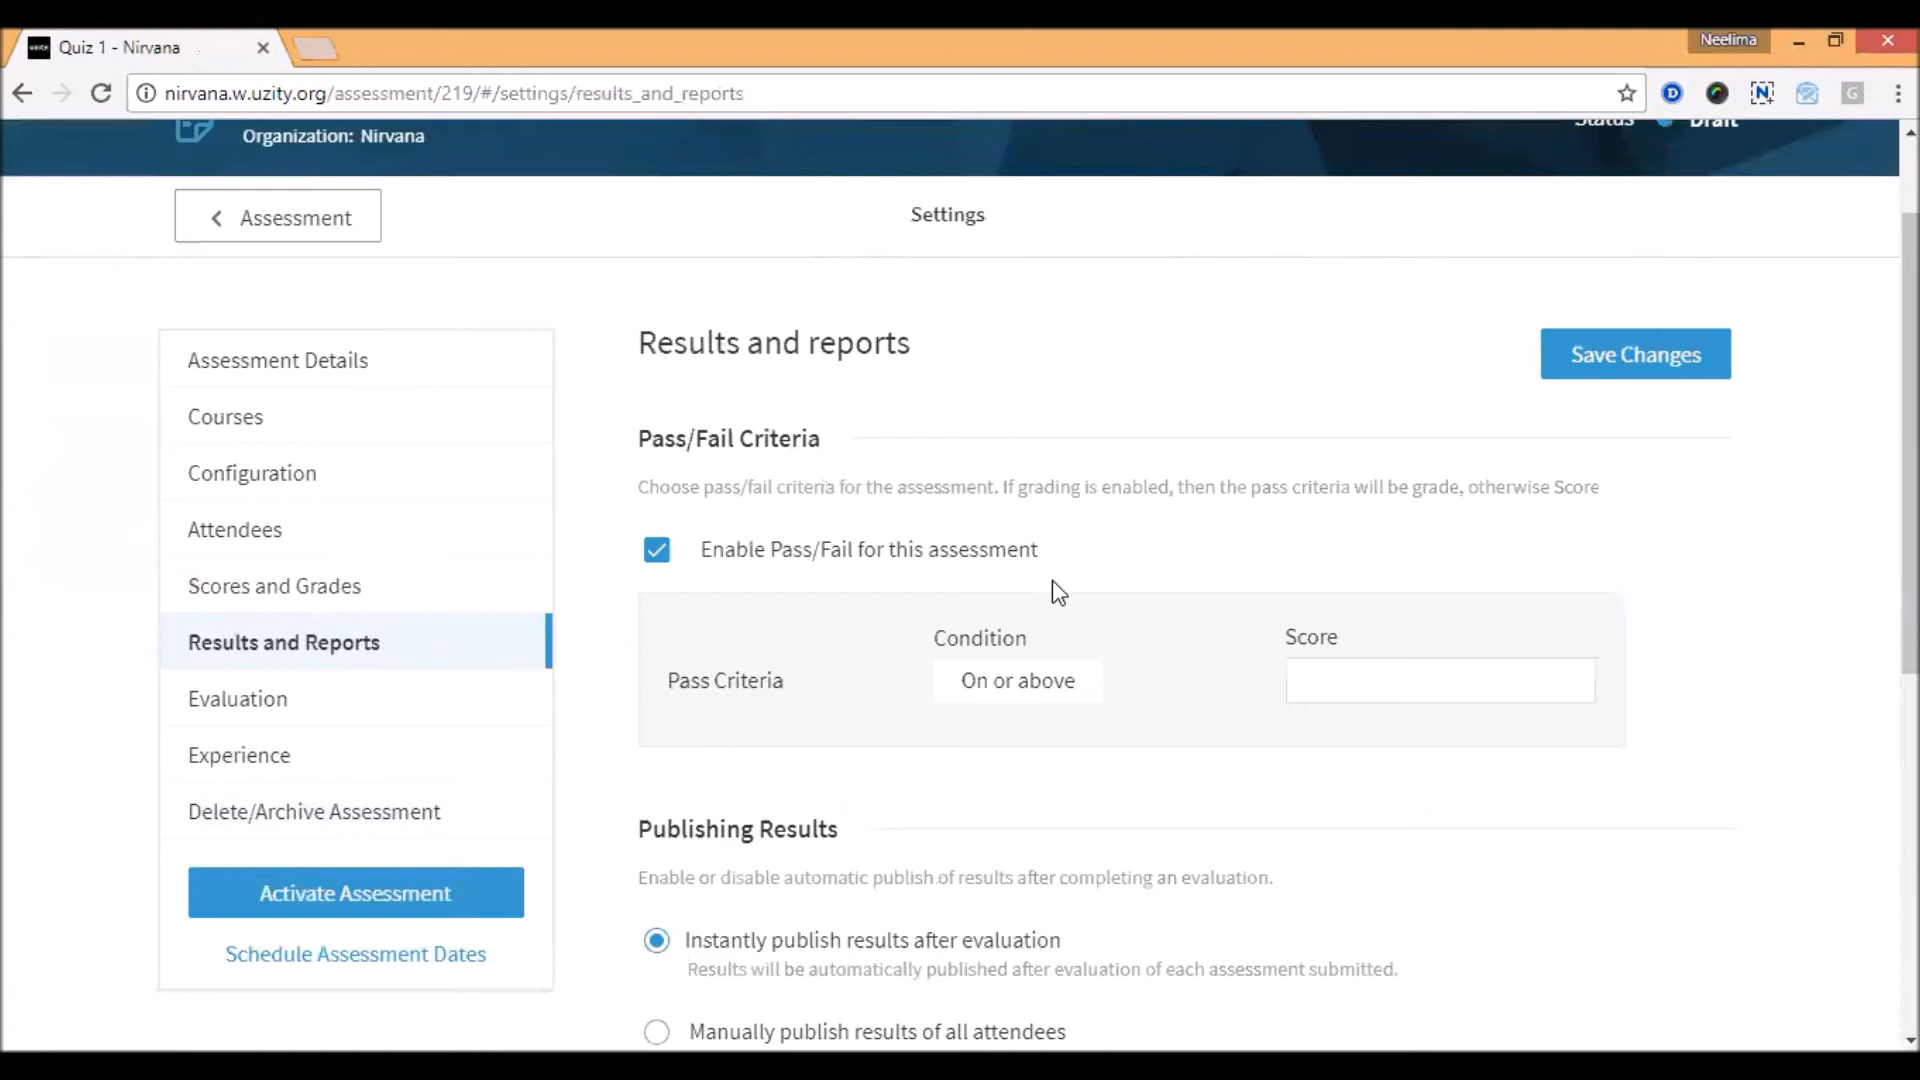 Quiz 1 - Nirvana
Neelima
nirvana.w.uzity.org/assessment/219/#/settings/results_and_reports
Organization: Nirvana
Status Draft
Assessment
Settings
Assessment Details
Courses
Configuration
Attendees
Scores and Grades
Results and Reports
Evaluation
Experience
Delete/Archive Assessment
Activate Assessment
Schedule Assessment Dates
Results and reports
Save Changes
Pass/Fail Criteria
Choose pass/fail criteria for the assessment. If grading is enabled, then the pass criteria will be grade, otherwise Score
Enable Pass/Fail for this assessment
Condition
Score
Pass Criteria
On or above
Publishing Results
Enable or disable automatic publish of results after completing an evaluation.
Instantly publish results after evaluation
Results will be automatically published after evaluation of each assessment submitted.
Manually publish results of all attendees